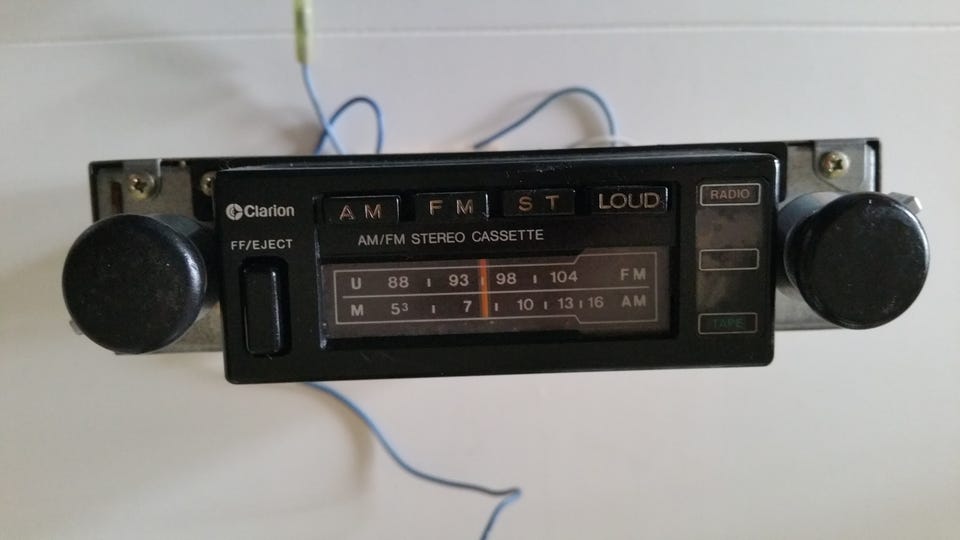 Clarion
AM FM ST LOUD
RADIO
FF/EJECT
AM/FM STEREO CASSETTE
U 88 93 98 104 FM
M 53 7 10 13 16 AM
TAPE